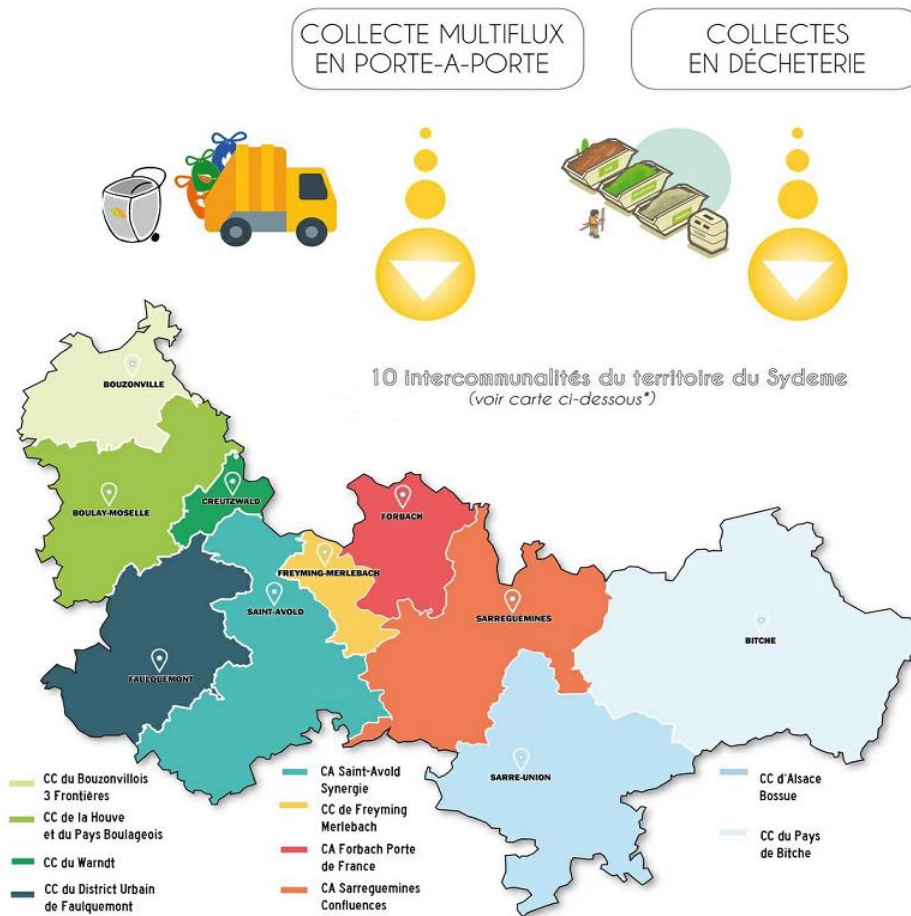 COLLECTE MULTIFLUX
EN PORTE-A-PORTE
COLLECTES
EN DÉCHETERIE
10 intercommunalités du territoire du Sydeme
(voir carte ci-dessous*)
BOUZONVILLE
BOULAY-MOSELLE
CREUTZWALD
FORBACH
FREYMING-MERLEBACH
SAINT-AVOLD
SARREGUEMINES
BITCHE
FAULQUEMONT
SARRE-UNION
CC du Bouzonvillois
3 Frontières
CC de la Houve
et du Pays Boulageois
CC du Warndt
CC du District Urbain
de Faulquemont
CA Saint-Avold
Synergie
CC de Freyming
Merlebach
CA Forbach Porte
de France
CA Sarreguemines
Confluences
CC d'Alsace
Bossue
CC du Pays
de Bitche